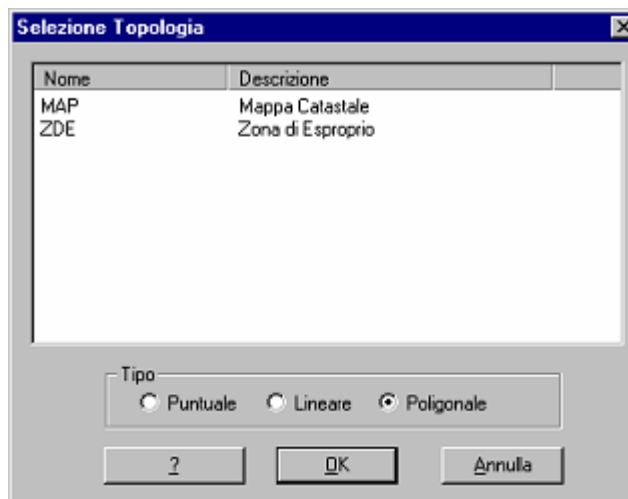 Selezione Topologia
Nome Descrizione
MAP Mappa Catastale
ZDE Zona di Esproprio
Tipo
Puntuale Lineare Poligonale
? OK Annulla